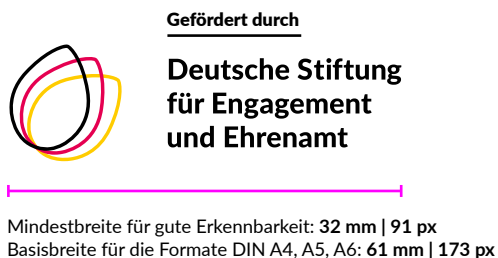 Gefördert durch
Deutsche Stiftung
für Engagement
und Ehrenamt
Mindestbreite für gute Erkennbarkeit: 32 mm | 91 px
Basisbreite für die Formate DIN A4, A5, A6: 61 mm | 173 px